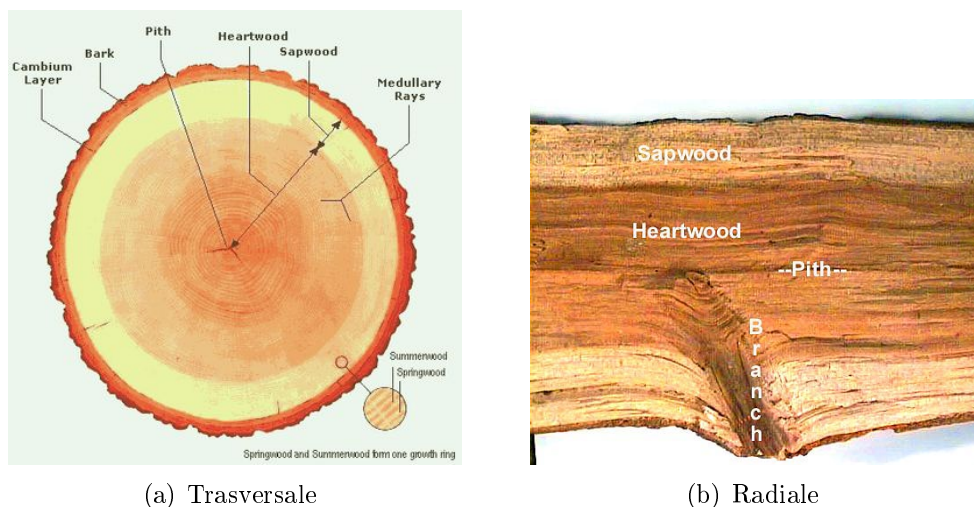 Pith
Heartwood
Bark
Sapwood
Cambium
Layer
Medullary
Rays
Summerwood
Springwood
Springwood and Summerwood form one growth ring
Sapwood
Heartwood
--Pith--
Branch
(a) Trasversale
(b) Radiale